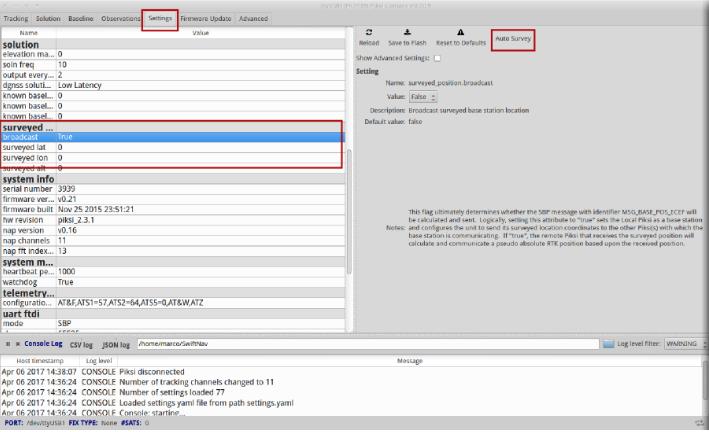 Tracking Solution Baseline Observations Settings Firmware Update Advanced
Name Value
solution
elevation ma... 0
soln freq 10
output every... 2
dgnss solutio... Low Latency
known basel... 0
known basel... 0
known basel... 0
surveyed ...
broadcast True
surveyed lat 0
surveyed lon 0
surveyed alt 0
system info
serial number 3939
firmware ver... v0.21
firmware built Nov 25 2015 23:51:21
hw revision piksi_2.3.1
nap version v0.16
nap channels 11
nap fft index... 13
system m...
heartbeat pe... 1000
watchdog True
telemetry...
configuratio... AT&F,ATS1=57,ATS2=64,ATS5=0,AT&W,ATZ
uart ftdi
mode SBP
Reload Save to Flash Reset to Defaults Auto Survey
Show Advanced Settings:
Setting
Name: surveyed_position.broadcast
Value: False
Description: Broadcast surveyed base station location
Default value: false
This flag ultimately determines whether the SBP message with identifier MSG_BASE_POS_ECEF will
be calculated and sent. Logically, setting this attribute to "true" sets the Local Piksi as a base station
and configures the unit to send its surveyed location coordinates to the other Piksi(s) with which the
Notes: base station is communicating. If "true", the remote Piksi that receives the surveyed position will
calculate and communicate a pseudo absolute RTK position based upon the received position.
Console Log CSV log JSON log /home/marco/SwiftNav Log level filter: WARNING
Host timestamp Log level Message
Apr 06 2017 14:38:07 CONSOLE Piksi disconnected
Apr 06 2017 14:36:24 CONSOLE Number of tracking channels changed to 11
Apr 06 2017 14:36:24 CONSOLE Number of settings loaded 77
Apr 06 2017 14:36:24 CONSOLE Loaded settings yaml file from path settings.yaml
Apr 06 2017 14:36:24 CONSOLE Console: starting...
PORT: /dev/ttyUSB1 FIX TYPE: None #SATS: 0